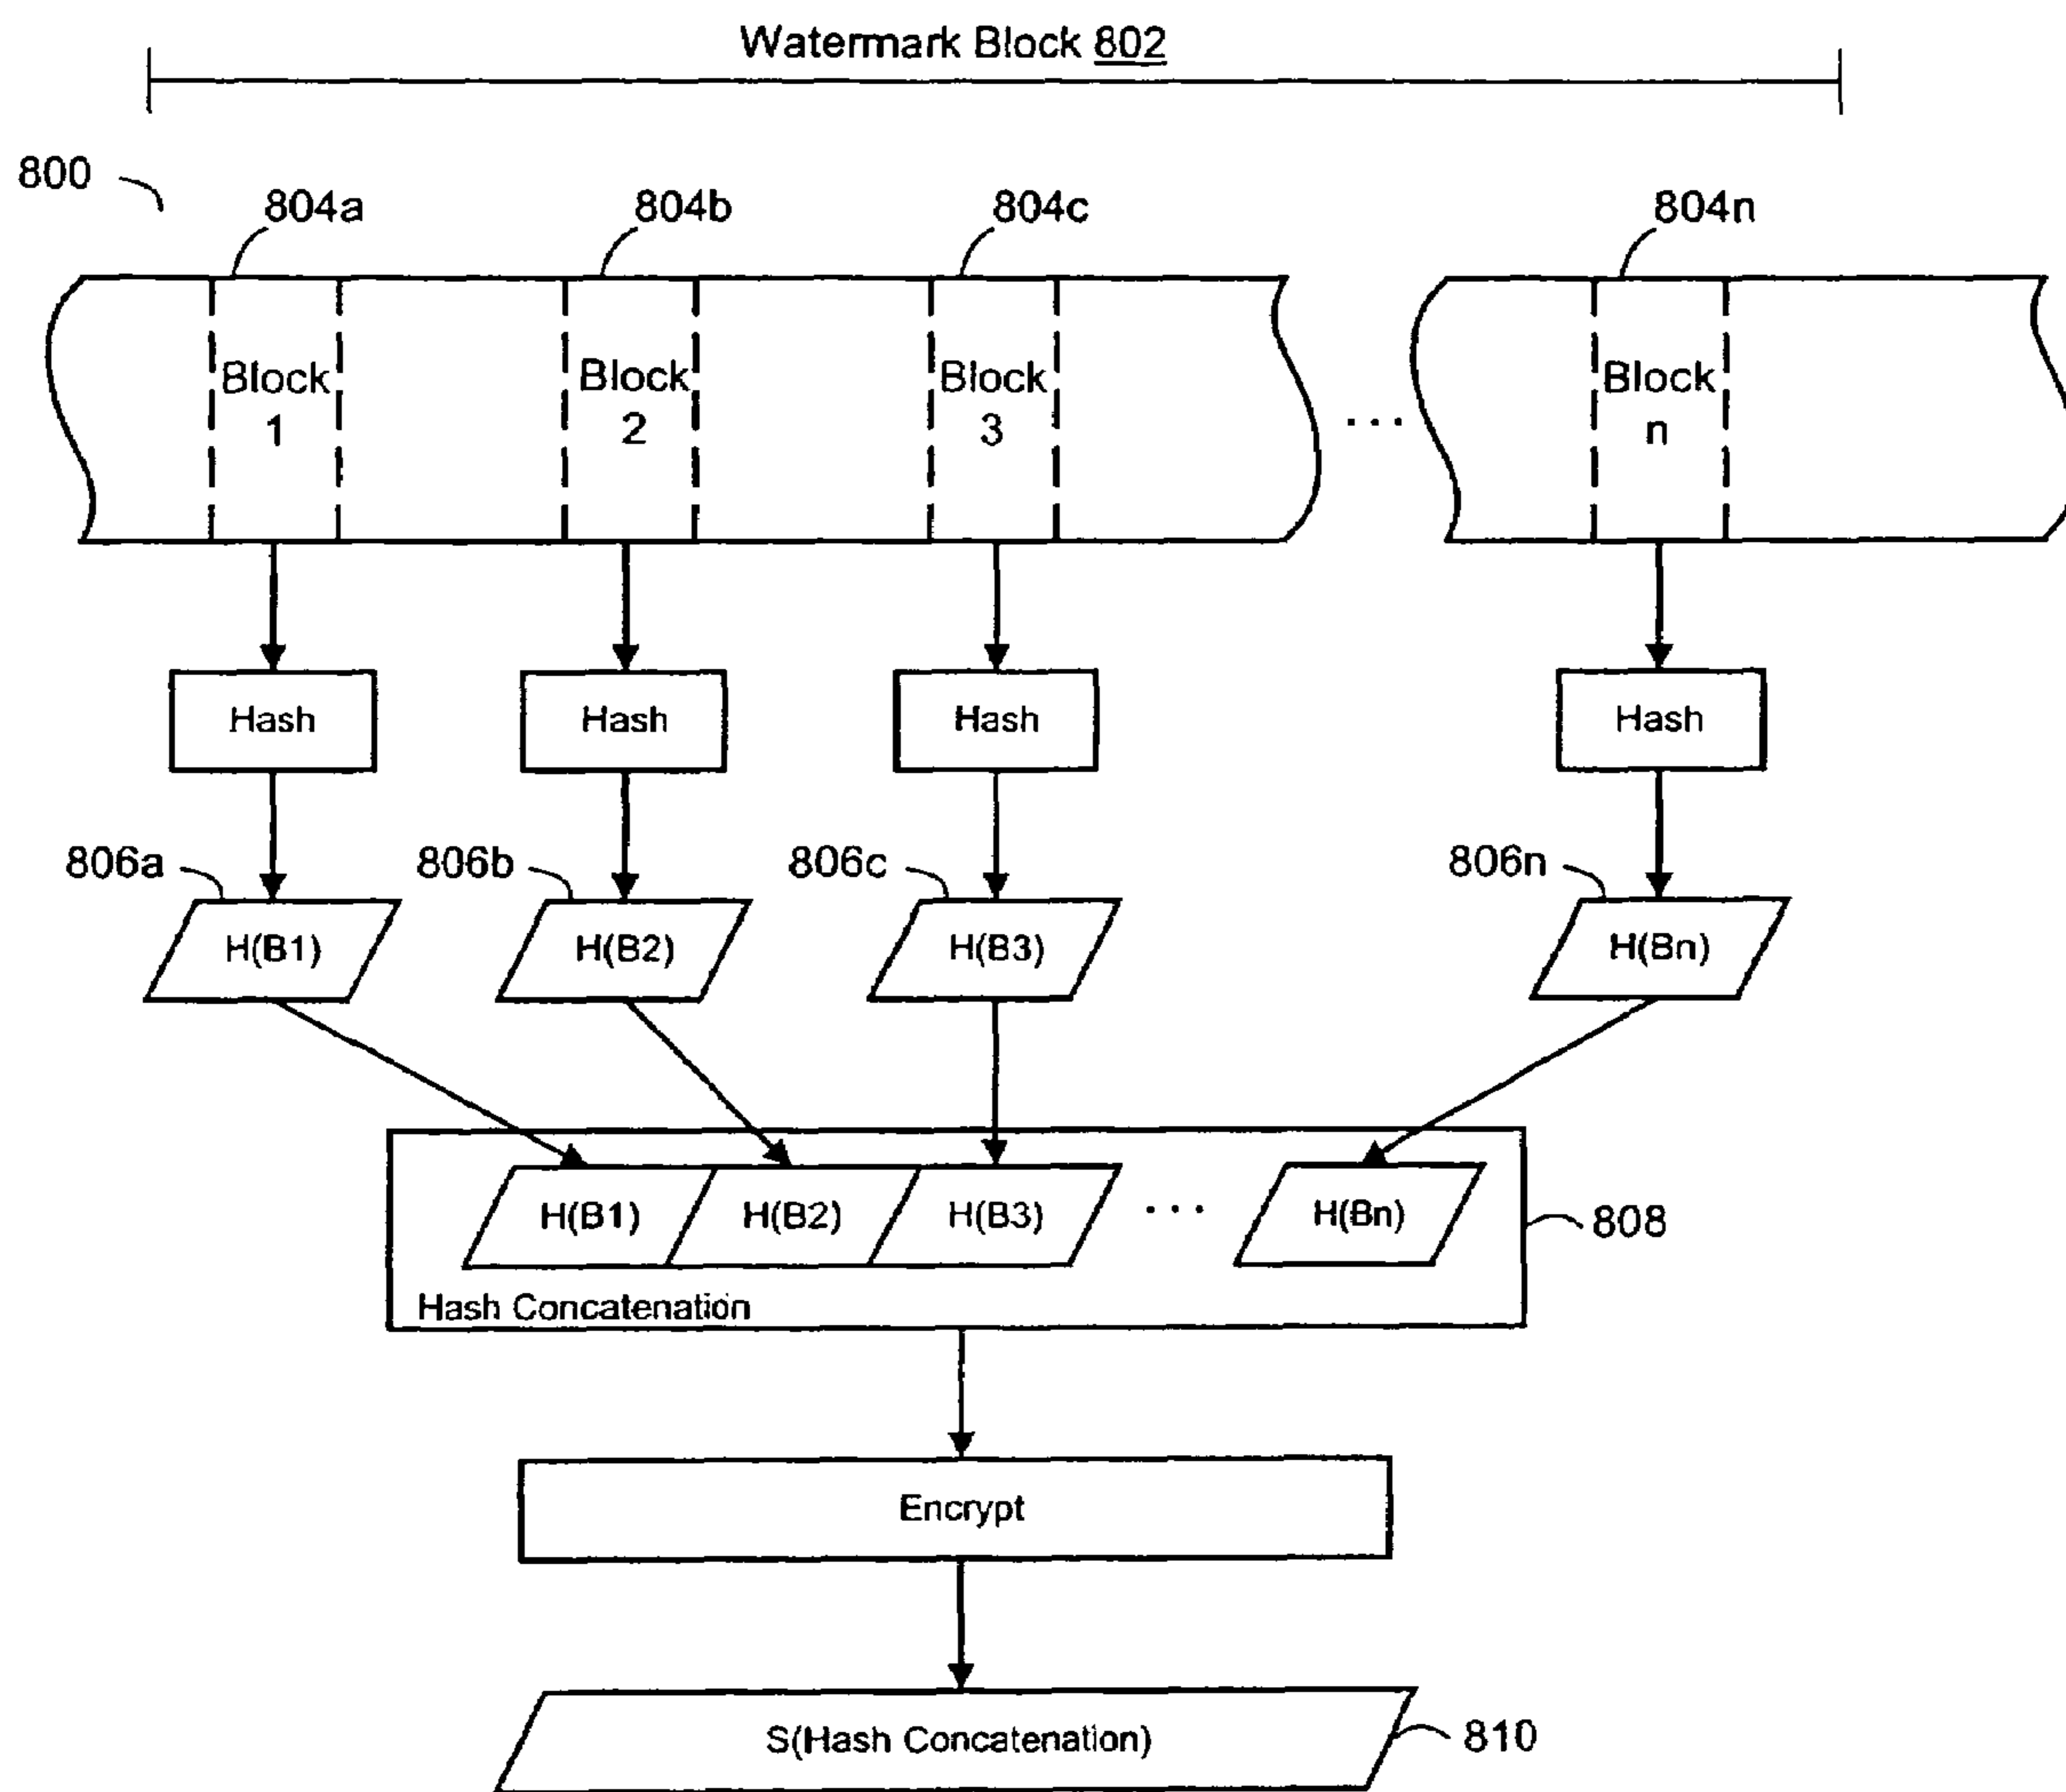 Watermark Block 802
800
804a 804b 804c 804n
Block 1
Block 2
Block 3
...
Block n
Hash Hash Hash Hash
806a 806b 806c 806n
H(B1) H(B2) H(B3) H(Bn)
H(B1) H(B2) H(B3) ... H(Bn)
808
Hash Concatenation
Encrypt
S(Hash Concatenation)
810